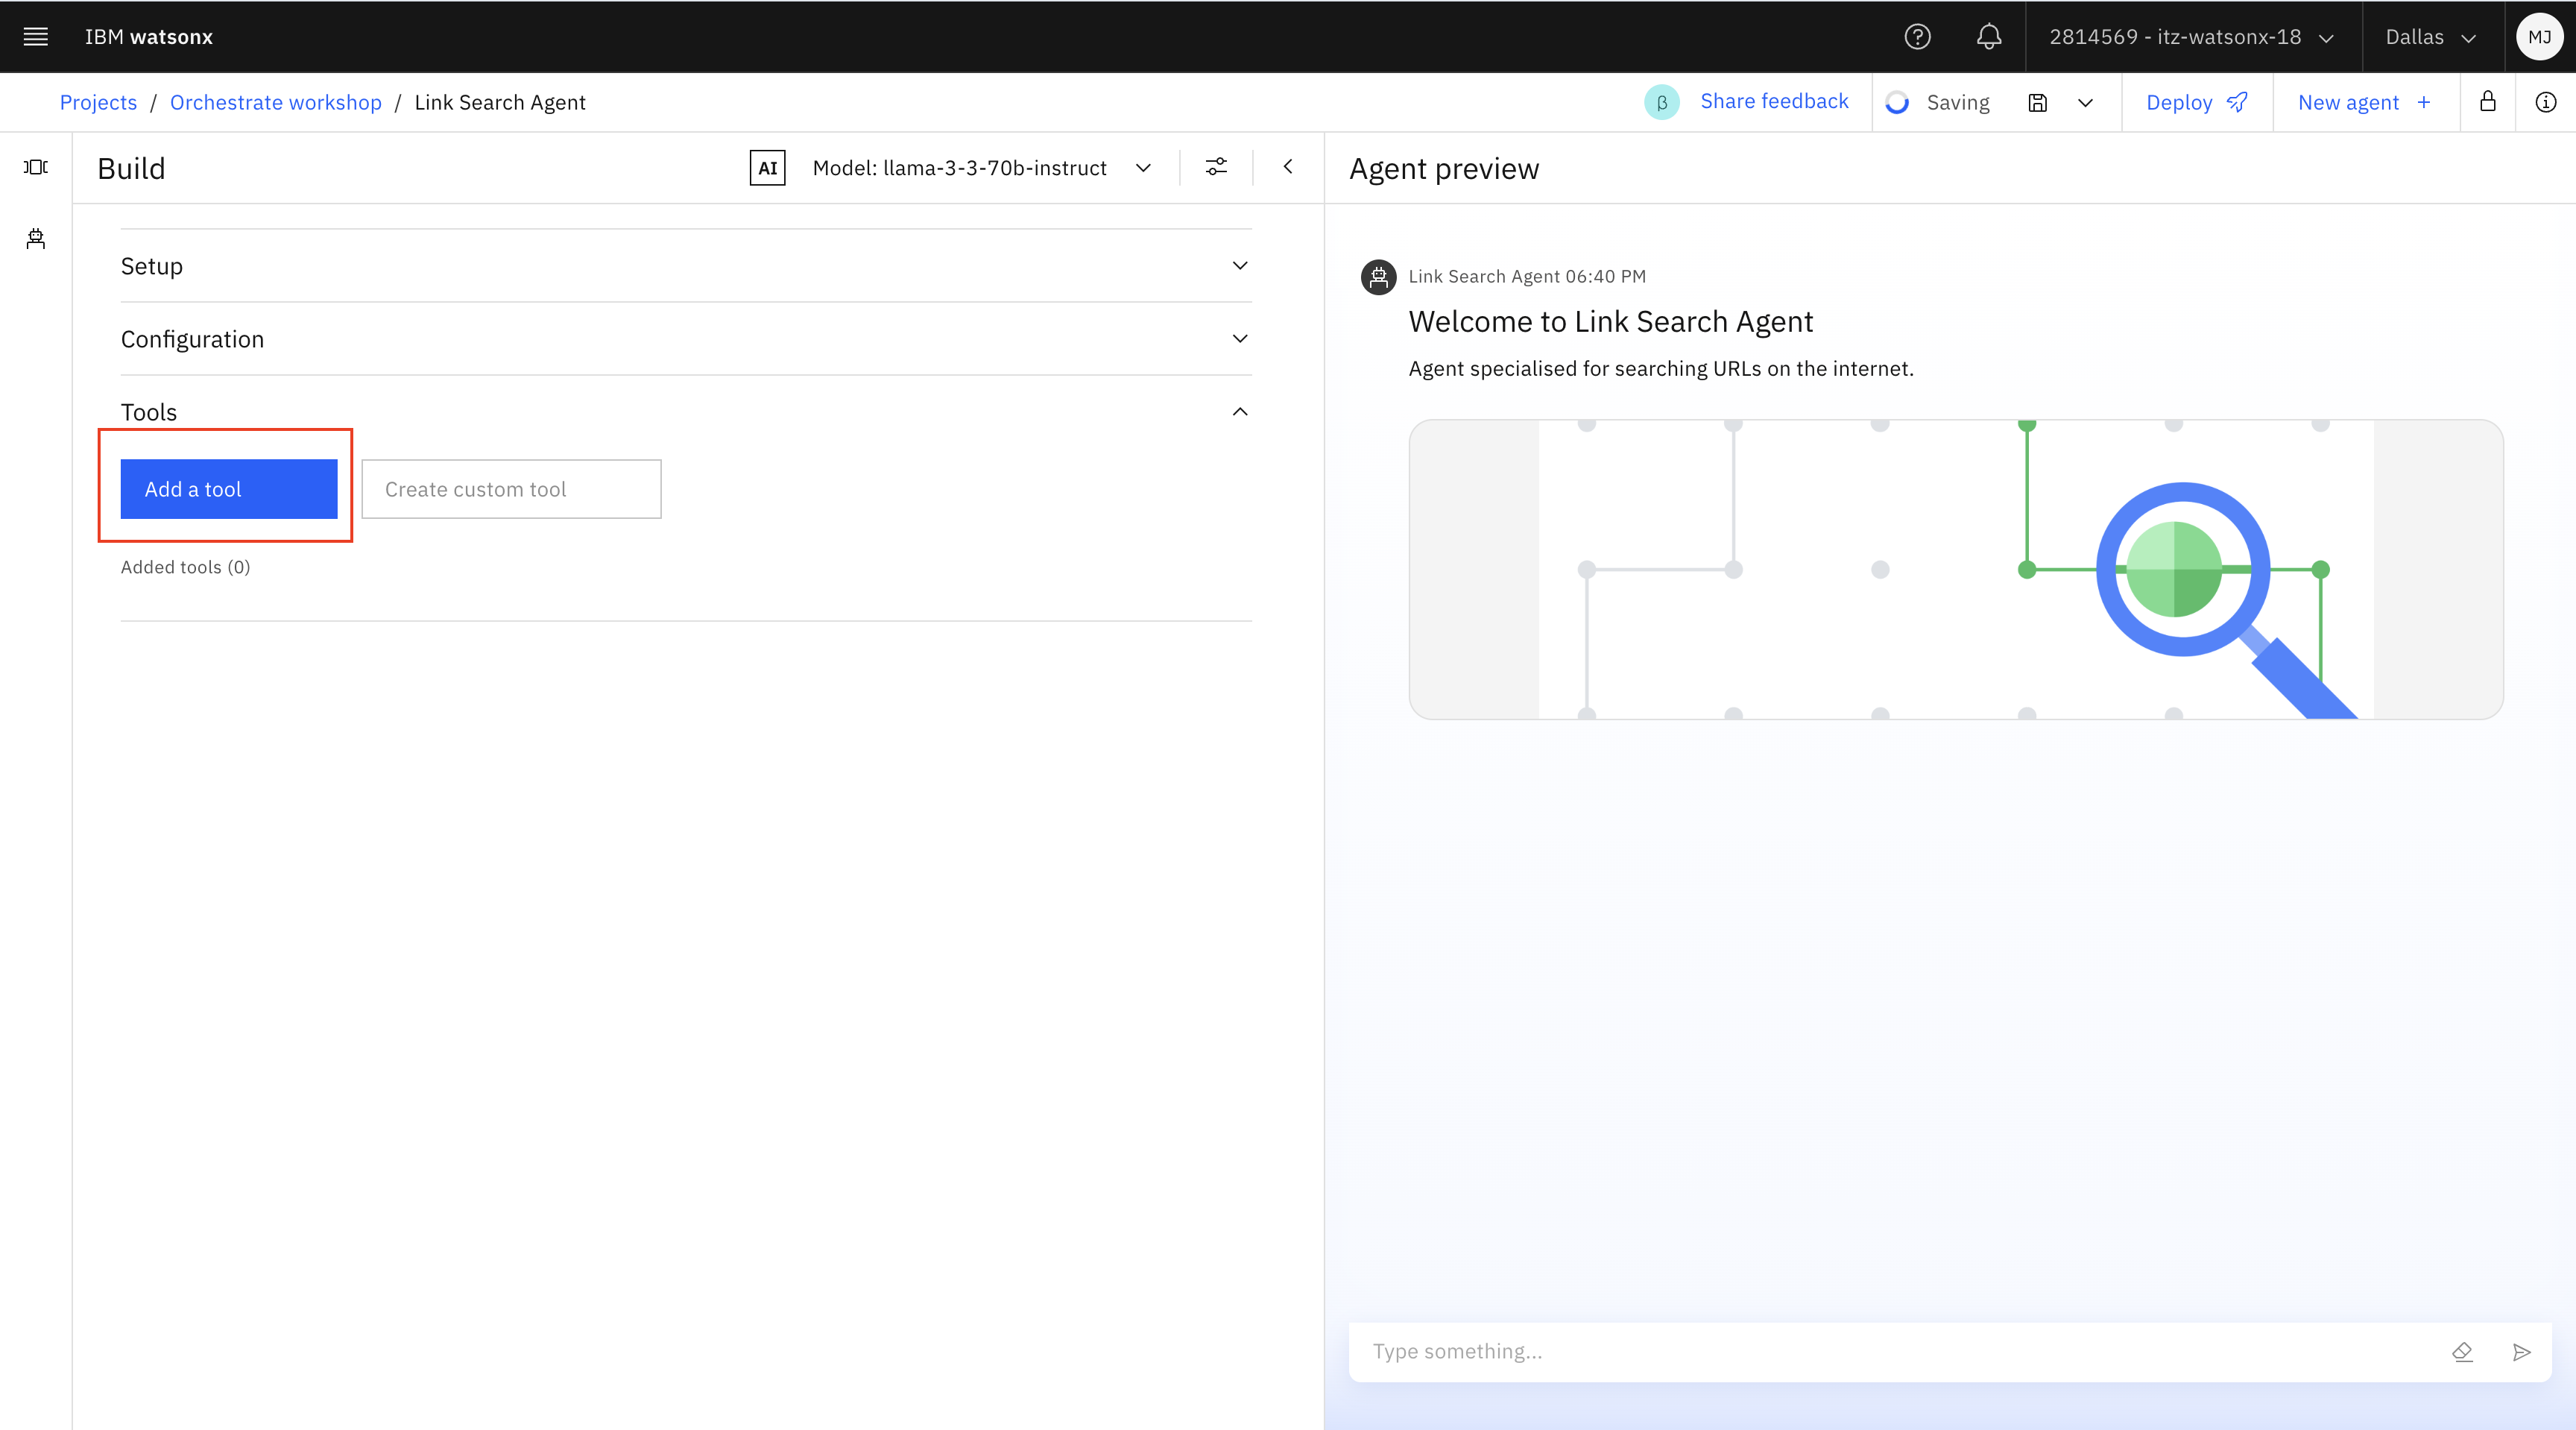 IBM watsonx
2814569 - itz-watsonx-18
Dallas
MJ
Projects / Orchestrate workshop / Link Search Agent
β
Share feedback
Saving
Deploy
New agent +
Build
AI
Model: llama-3-3-70b-instruct
Agent preview
Setup
Configuration
Tools
Add a tool
Create custom tool
Added tools (0)
Link Search Agent 06:40 PM
Welcome to Link Search Agent
Agent specialised for searching URLs on the internet.
Type something...